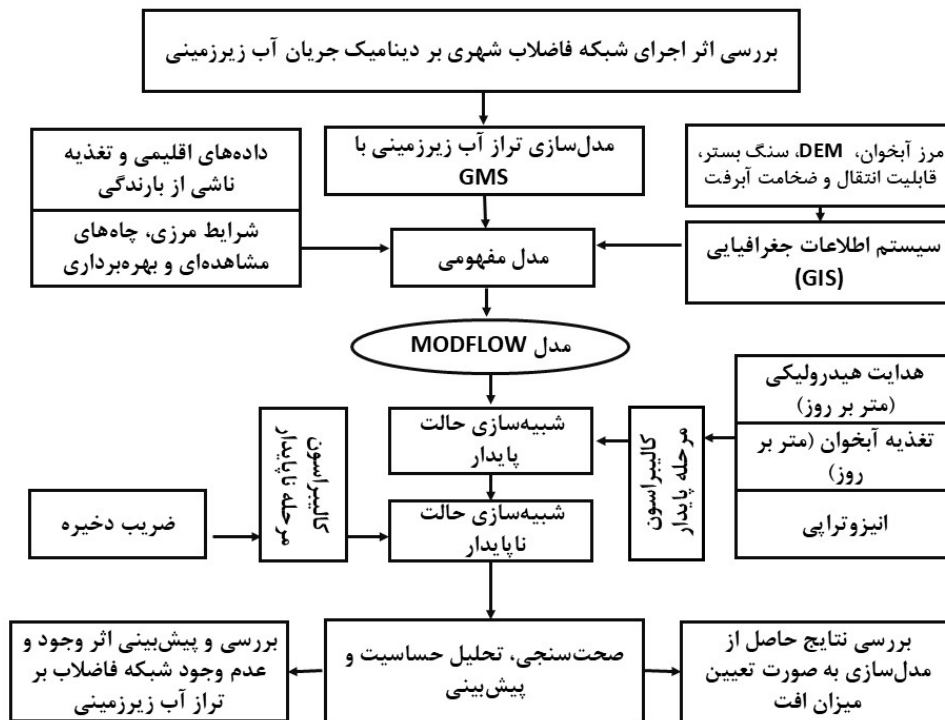 بررسی اثر اجرای شبکه فاضلاب شهری بر دینامیک جریان آب زیرزمینی
مدل‌سازی تراز آب زیرزمینی با
GMS
مرز آبخوان، DEM، سنگ بستر،
قابلیت انتقال و ضخامت آبرفت
سیستم اطلاعات جغرافیایی
(GIS)
داده‌های اقلیمی و تغذیه
ناشی از بارندگی
شرایط مرزی، چاه‌های
مشاهده‌ای و بهره‌برداری
مدل مفهومی
مدل MODFLOW
هدایت هیدرولیکی
(متر بر روز)
تغذیه آبخوان (متر بر
روز)
انیزوتراپی
کالیبراسون
مرحله پایدار
شبیه‌سازی حالت
پایدار
ضریب دخیره
کالیبراسون
مرحله ناپایدار
شبیه‌سازی حالت
ناپایدار
صحت‌سنجی، تحلیل حساسیت و
پیش‌بینی
بررسی نتایج حاصل از
مدل‌سازی به صورت تعیین
میزان افت
بررسی و پیش‌بینی اثر وجود و
عدم وجود شبکه فاضلاب بر
تراز آب زیرزمینی